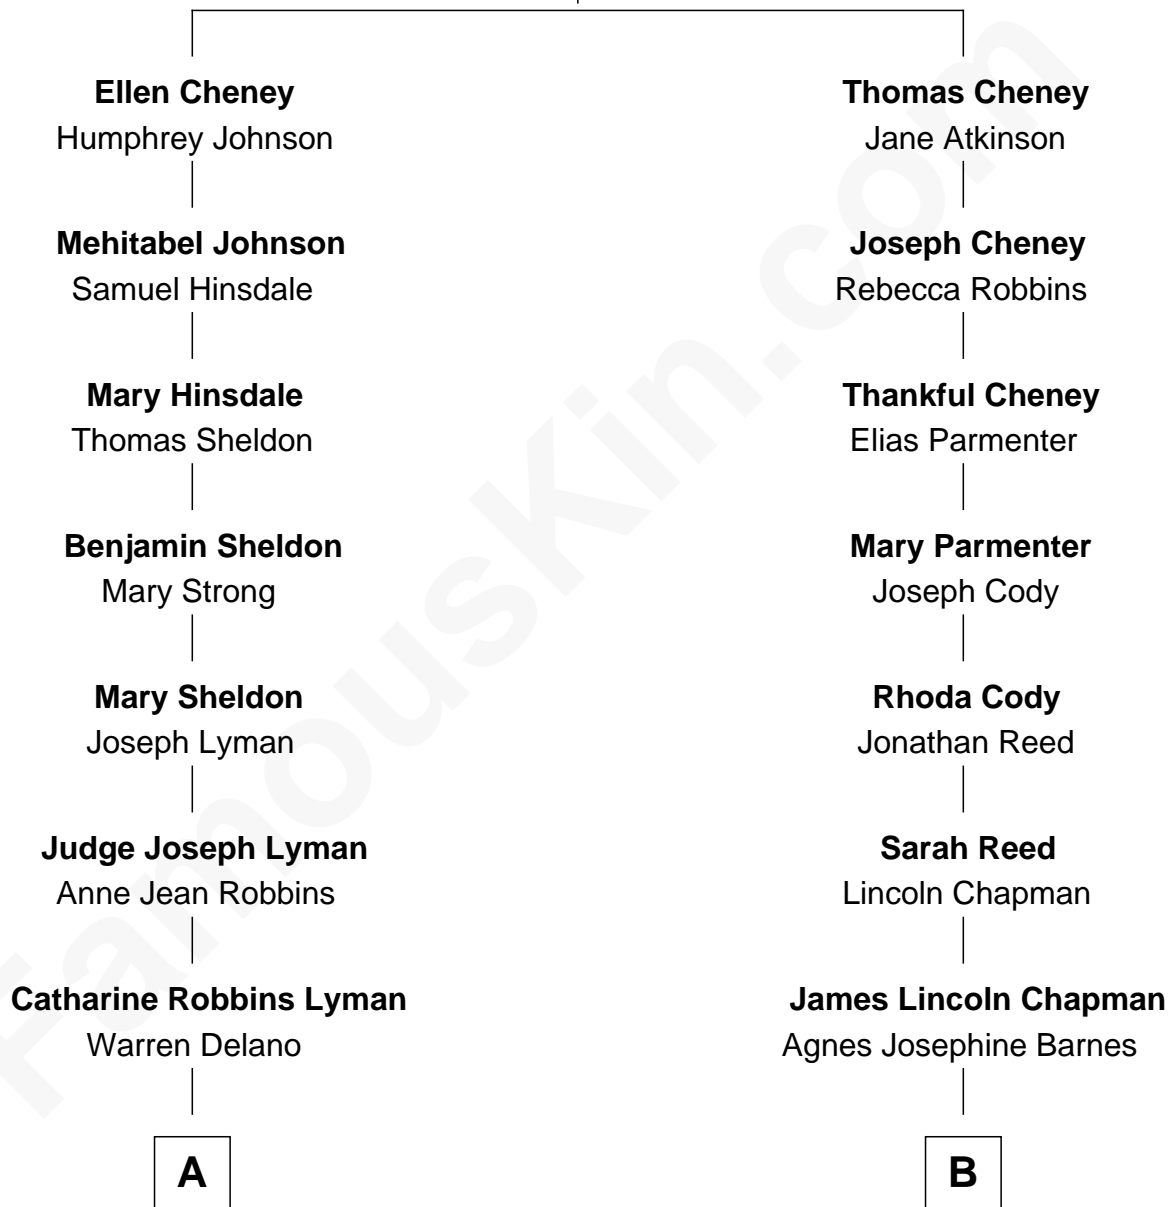 Ellen Cheney
Humphrey Johnson
Mehitabel Johnson
Samuel Hinsdale
Mary Hinsdale
Thomas Sheldon
Benjamin Sheldon
Mary Strong
Mary Sheldon
Joseph Lyman
Judge Joseph Lyman
Anne Jean Robbins
Catharine Robbins Lyman
Warren Delano
A
Thomas Cheney
Jane Atkinson
Joseph Cheney
Rebecca Robbins
Thankful Cheney
Elias Parmenter
Mary Parmenter
Joseph Cody
Rhoda Cody
Jonathan Reed
Sarah Reed
Lincoln Chapman
James Lincoln Chapman
Agnes Josephine Barnes
B
FamousKin.com